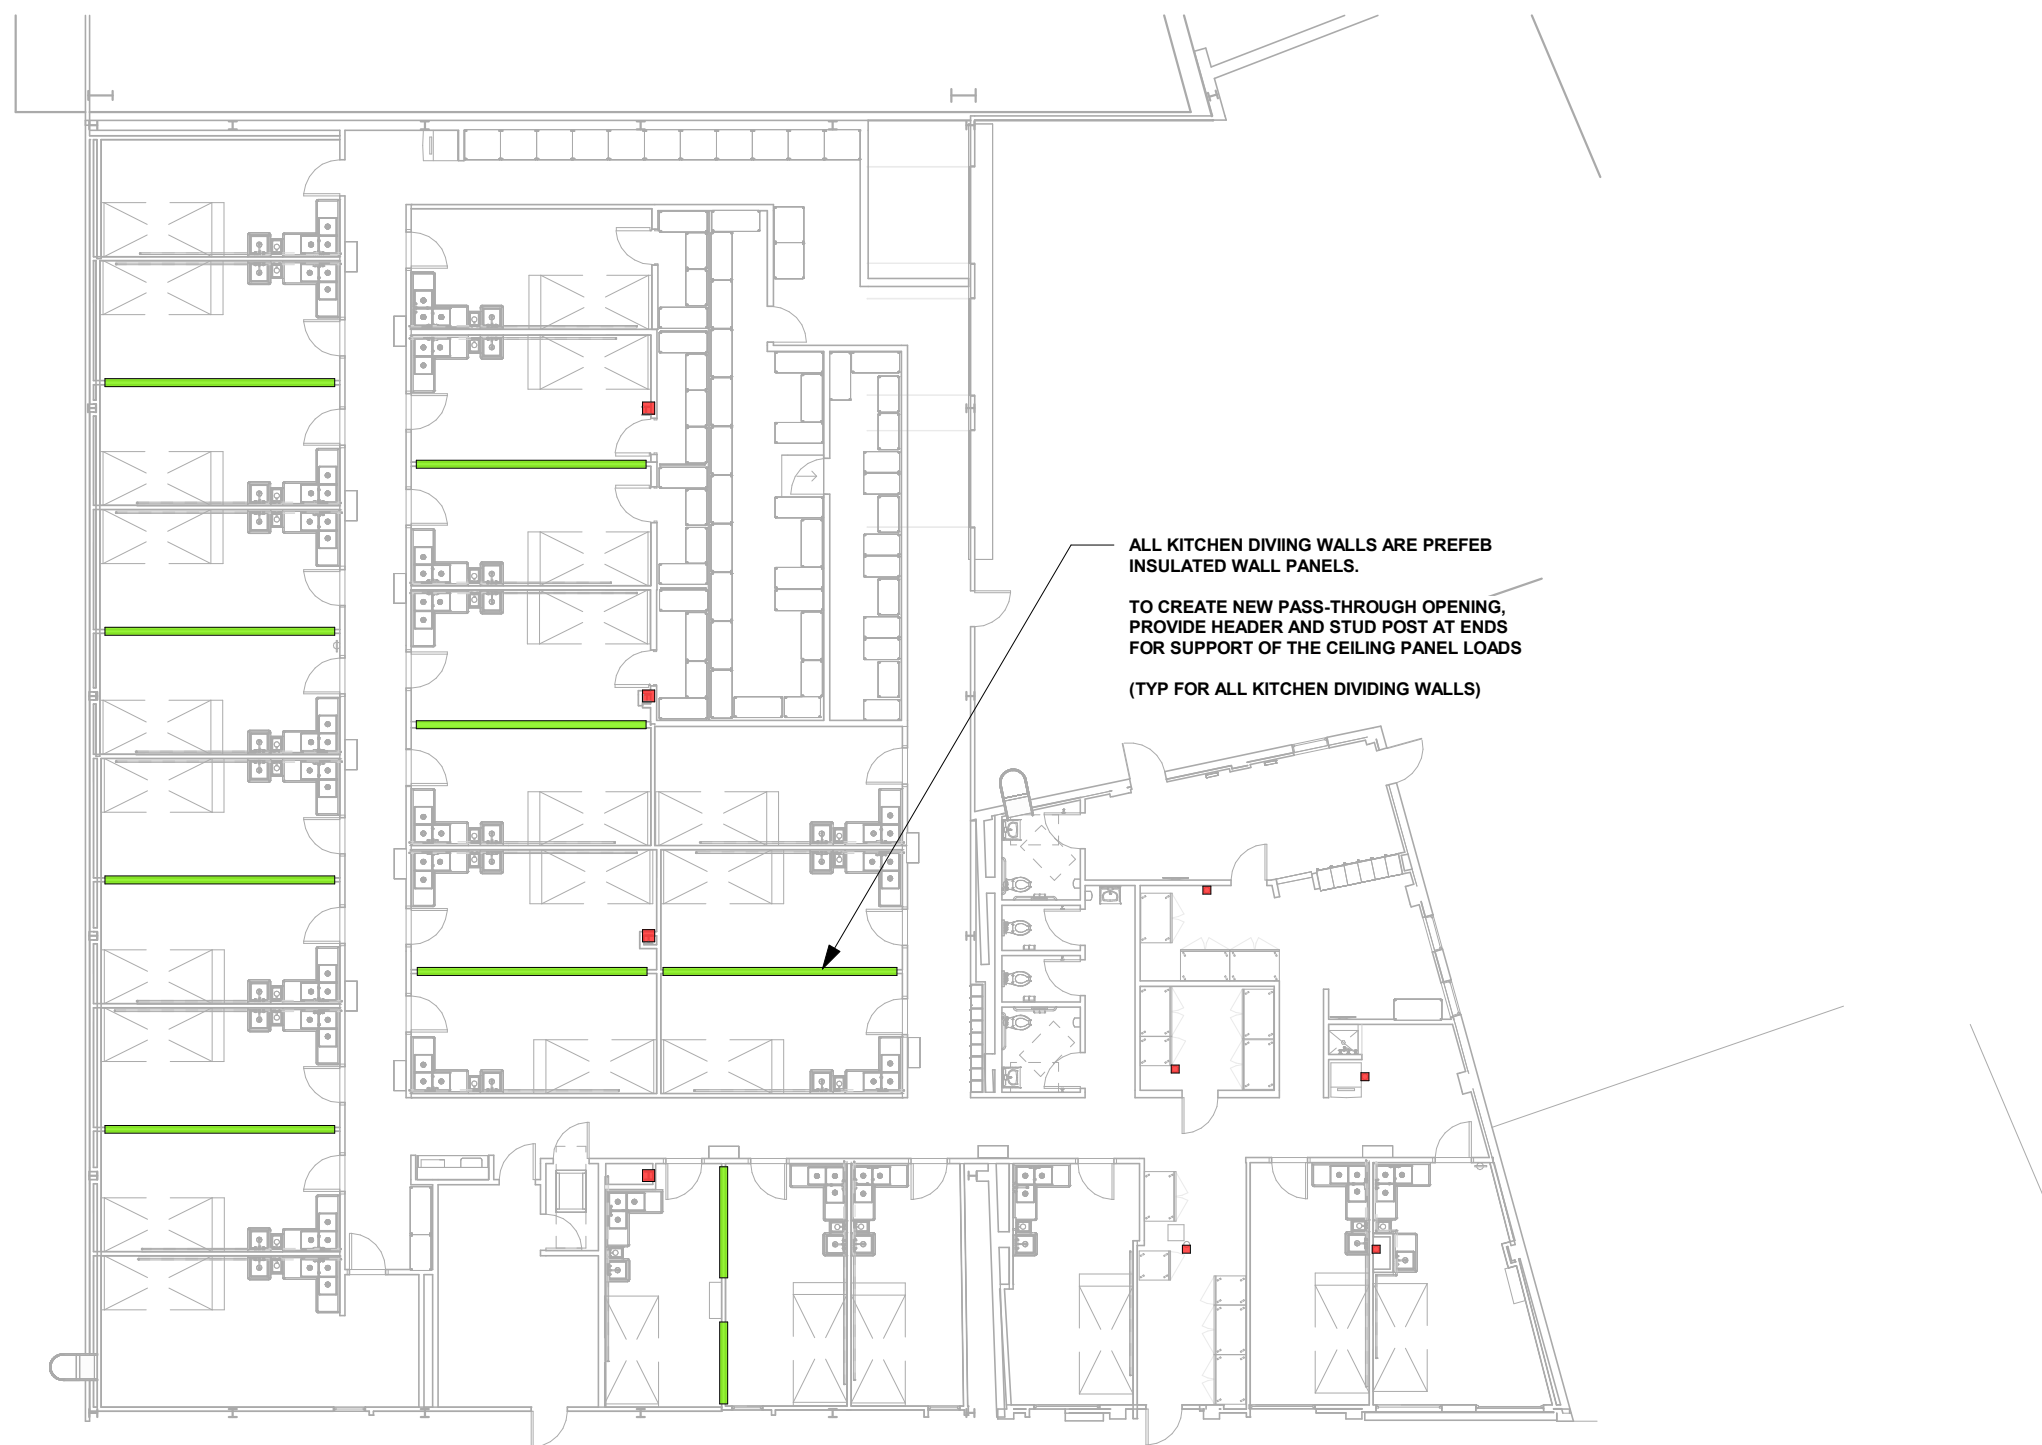 ALL KITCHEN DIVIING WALLS ARE PREFEB
INSULATED WALL PANELS.
TO CREATE NEW PASS-THROUGH OPENING,
PROVIDE HEADER AND STUD POST AT ENDS
FOR SUPPORT OF THE CEILING PANEL LOADS
(TYP FOR ALL KITCHEN DIVIDING WALLS)